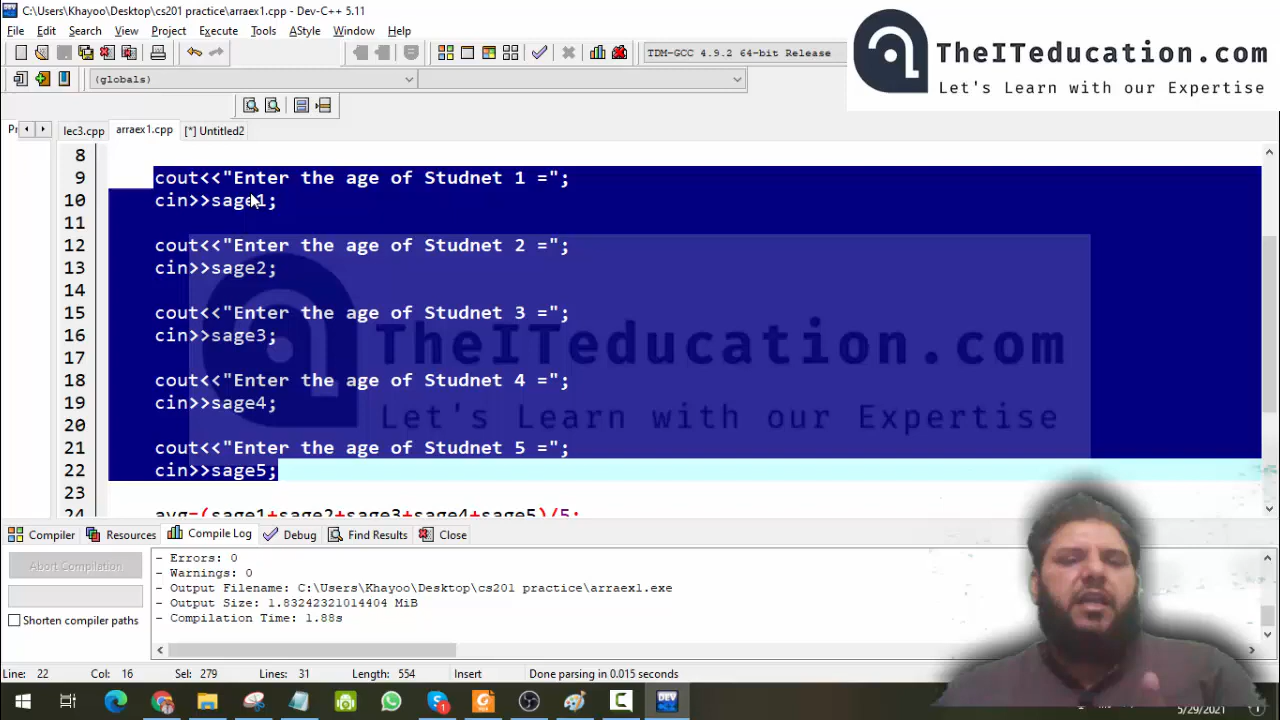 C:\Users\Khayoo\Desktop\cs201 practice\arraex1.cpp - Dev-C++ 5.11
File Edit Search View Project Execute Tools AStyle Window Help
TDM-GCC 4.9.2 64-bit Release
TheITeducation.com
Let's Learn with our Expertise
(globals)
lec3.cpp arraex1.cpp [*] Untitled2
8
9 cout<<"Enter the age of Studnet 1 =";
10 cin>>sage1;
11
12 cout<<"Enter the age of Studnet 2 =";
13 cin>>sage2;
14
15 cout<<"Enter the age of Studnet 3 =";
16 cin>>sage3;
17
18 cout<<"Enter the age of Studnet 4 =";
19 cin>>sage4;
20
21 cout<<"Enter the age of Studnet 5 =";
22 cin>>sage5;
23
24 avg=(sage1+sage2+sage3+sage4+sage5)/5;
TheITeducation.com
Let's Learn with our Expertise
Compiler Resources Compile Log Debug Find Results Close
Abort Compilation
Shorten compiler paths
- Errors: 0
- Warnings: 0
- Output Filename: C:\Users\Khayoo\Desktop\cs201 practice\arraex1.exe
- Output Size: 1.83242321014404 MiB
- Compilation Time: 1.88s
Line: 22 Col: 16 Sel: 279 Lines: 31 Length: 554 Insert Done parsing in 0.015 seconds
5/29/2021